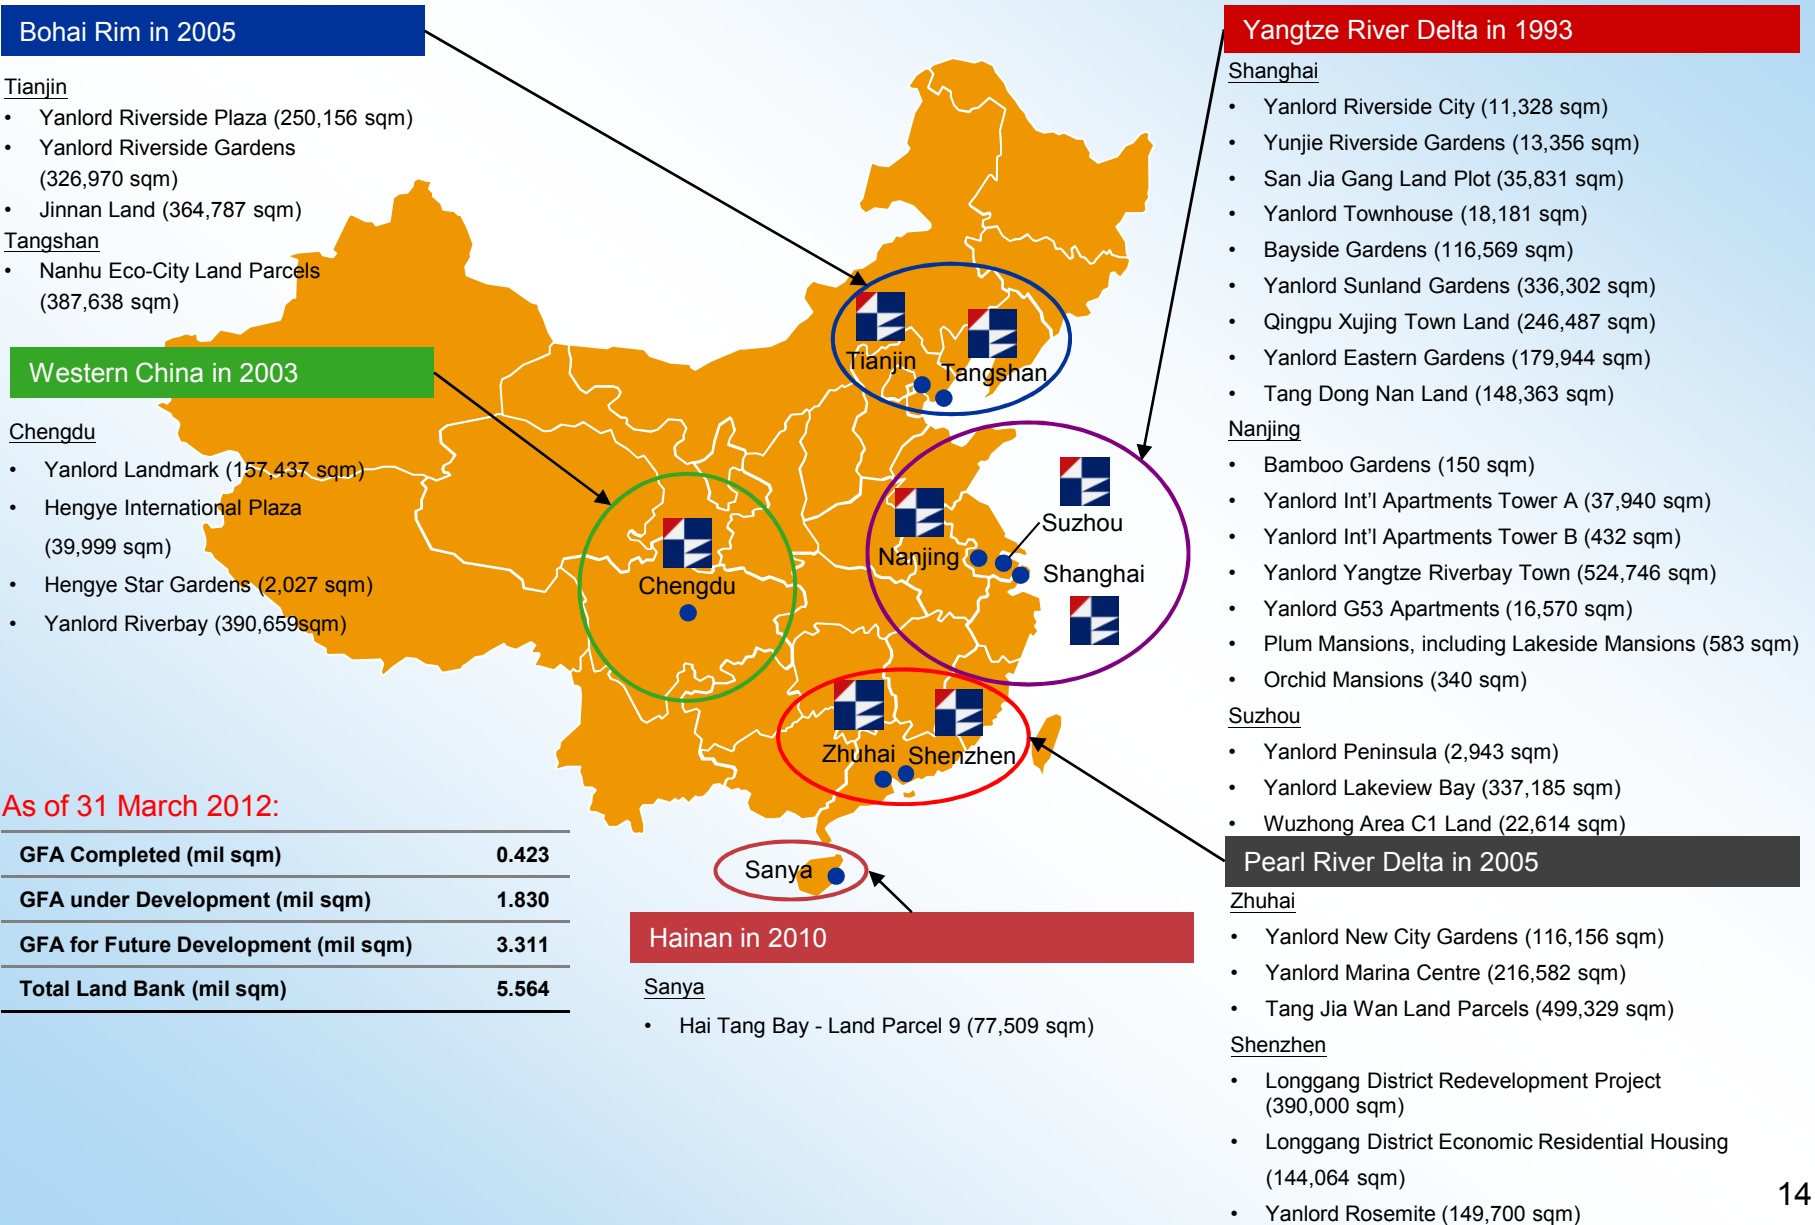 Bohai Rim in 2005
Tianjin
• Yanlord Riverside Plaza (250,156 sqm)
• Yanlord Riverside Gardens
(326,970 sqm)
• Jinnan Land (364,787 sqm)
Tangshan
• Nanhu Eco-City Land Parcels
(387,638 sqm)
Western China in 2003
Chengdu
• Yanlord Landmark (157,437 sqm)
• Hengye International Plaza
(39,999 sqm)
• Hengye Star Gardens (2,027 sqm)
• Yanlord Riverbay (390,659sqm)
As of 31 March 2012:
GFA Completed (mil sqm) 0.423
GFA under Development (mil sqm) 1.830
GFA for Future Development (mil sqm) 3.311
Total Land Bank (mil sqm) 5.564
Tianjin
Tangshan
Suzhou
Nanjing
Shanghai
Chengdu
Zhuhai
Shenzhen
Sanya
Hainan in 2010
Sanya
• Hai Tang Bay - Land Parcel 9 (77,509 sqm)
Yangtze River Delta in 1993
Shanghai
• Yanlord Riverside City (11,328 sqm)
• Yunjie Riverside Gardens (13,356 sqm)
• San Jia Gang Land Plot (35,831 sqm)
• Yanlord Townhouse (18,181 sqm)
• Bayside Gardens (116,569 sqm)
• Yanlord Sunland Gardens (336,302 sqm)
• Qingpu Xujing Town Land (246,487 sqm)
• Yanlord Eastern Gardens (179,944 sqm)
• Tang Dong Nan Land (148,363 sqm)
Nanjing
• Bamboo Gardens (150 sqm)
• Yanlord Int'l Apartments Tower A (37,940 sqm)
• Yanlord Int'l Apartments Tower B (432 sqm)
• Yanlord Yangtze Riverbay Town (524,746 sqm)
• Yanlord G53 Apartments (16,570 sqm)
• Plum Mansions, including Lakeside Mansions (583 sqm)
• Orchid Mansions (340 sqm)
Suzhou
• Yanlord Peninsula (2,943 sqm)
• Yanlord Lakeview Bay (337,185 sqm)
• Wuzhong Area C1 Land (22,614 sqm)
Pearl River Delta in 2005
Zhuhai
• Yanlord New City Gardens (116,156 sqm)
• Yanlord Marina Centre (216,582 sqm)
• Tang Jia Wan Land Parcels (499,329 sqm)
Shenzhen
• Longgang District Redevelopment Project
(390,000 sqm)
• Longgang District Economic Residential Housing
(144,064 sqm)
• Yanlord Rosemite (149,700 sqm)
14